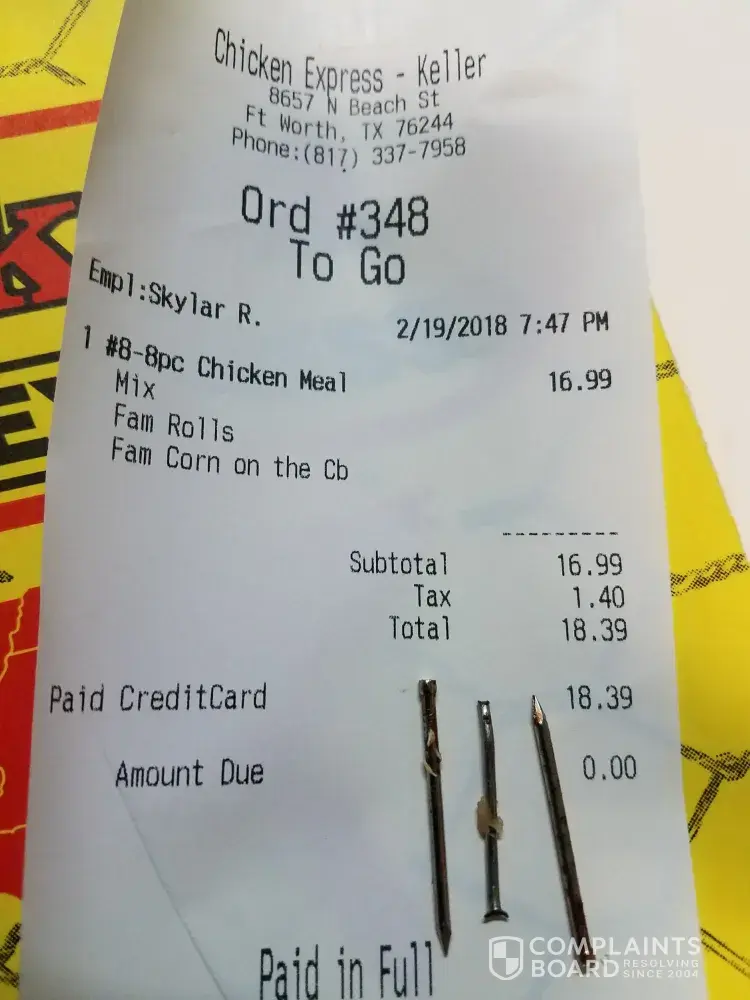 Chicken Express - Keller
8657 N Beach St
Ft Worth, TX 76244
Phone:(817) 337-7958
Ord #348
To Go
Empl:Skylar R.
2/19/2018 7:47 PM
1 #8-8pc Chicken Meal 16.99
Mix
Fam Rolls
Fam Corn on the Cb
---------
Subtotal 16.99
Tax 1.40
Total 18.39
Paid CreditCard 18.39
Amount Due 0.00
Paid in Full
COMPLAINTS
BOARD RESOLVING
SINCE 2004